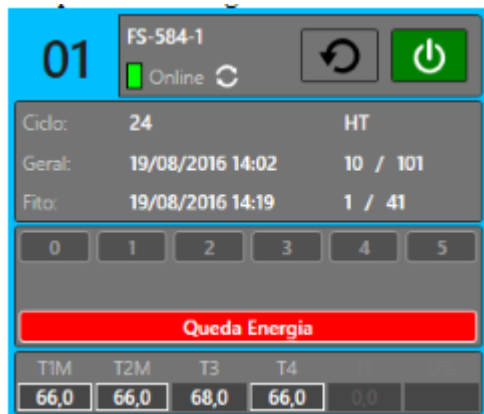 01
FS-584-1
Online
Ciclo: 24 HT
Geral: 19/08/2016 14:02 10 / 101
Fito: 19/08/2016 14:19 1 / 41
0 1 2 3 4 5
Queda Energia
T1M T2M T3 T4
66,0 66,0 68,0 66,0 0,0